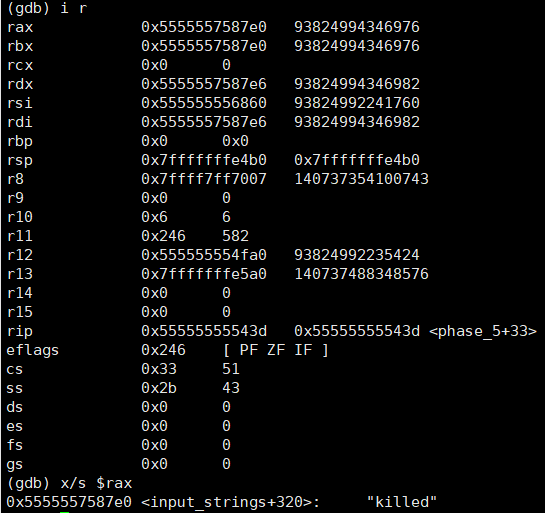 (gdb) i r
rax 0x5555557587e0 93824994346976
rbx 0x5555557587e0 93824994346976
rcx 0x0 0
rdx 0x5555557587e6 93824994346982
rsi 0x555555556860 93824992241760
rdi 0x5555557587e6 93824994346982
rbp 0x0 0x0
rsp 0x7fffffffe4b0 0x7fffffffe4b0
r8 0x7ffff7ff7007 140737354100743
r9 0x0 0
r10 0x6 6
r11 0x246 582
r12 0x555555554fa0 93824992235424
r13 0x7fffffffe5a0 140737488348576
r14 0x0 0
r15 0x0 0
rip 0x55555555543d 0x55555555543d <phase_5+33>
eflags 0x246 [ PF ZF IF ]
cs 0x33 51
ss 0x2b 43
ds 0x0 0
es 0x0 0
fs 0x0 0
gs 0x0 0
(gdb) x/s $rax
0x5555557587e0 <input_strings+320>: "killed"